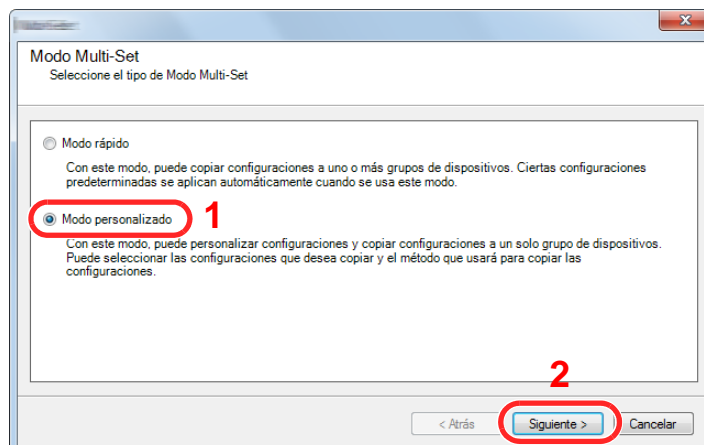 Modo Multi-Set
Seleccione el tipo de Modo Multi-Set
Modo rápido
Con este modo, puede copiar configuraciones a uno o más grupos de dispositivos. Ciertas configuraciones
predeterminadas se aplican automáticamente cuando se usa este modo.
Modo personalizado
1
Con este modo, puede personalizar configuraciones y copiar configuraciones a un solo grupo de dispositivos.
Puede seleccionar las configuraciones que desea copiar y el método que usará para copiar las
configuraciones.
2
< Atrás
Siguiente >
Cancelar